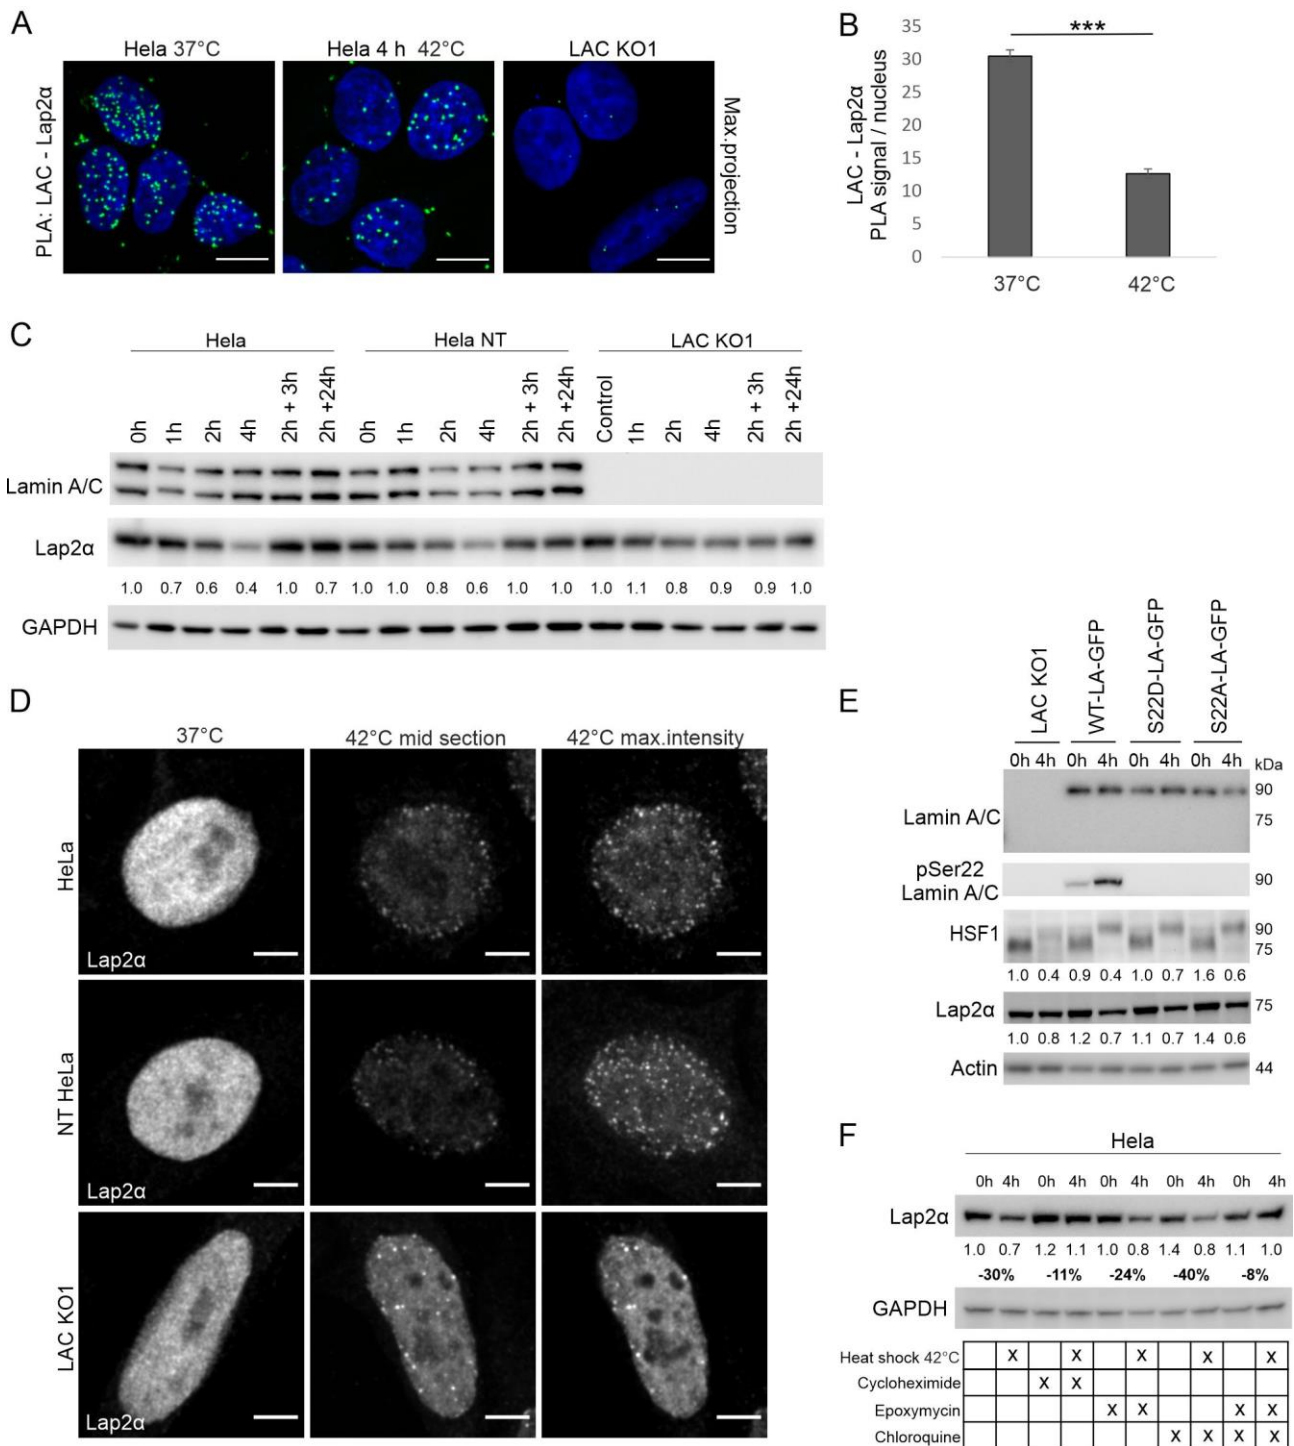 A
Hela 37°C
Hela 4 h 42°C
LAC KO1
PLA: LAC - Lap2α
Max.projection
B
LAC - Lap2α
PLA signal / nucleus
35
30
25
20
15
10
5
0
***
37°C
42°C
C
Hela
Hela NT
LAC KO1
0h 1h 2h 4h 2h + 3h 2h +24h 0h 1h 2h 4h 2h + 3h 2h +24h Control 1h 2h 4h 2h + 3h 2h +24h
Lamin A/C
Lap2α
1.0 0.7 0.6 0.4 1.0 0.7 1.0 1.0 0.8 0.6 1.0 1.0 1.0 1.1 0.8 0.9 0.9 1.0
GAPDH
D
37°C
42°C mid section
42°C max.intensity
HeLa
Lap2α
NT HeLa
Lap2α
LAC KO1
Lap2α
E
LAC KO1
WT-LA-GFP
S22D-LA-GFP
S22A-LA-GFP
0h 4h 0h 4h 0h 4h 0h 4h kDa
Lamin A/C
90
75
pSer22
Lamin A/C
90
HSF1
90
75
1.0 0.4 0.9 0.4 1.0 0.7 1.6 0.6
Lap2α
75
1.0 0.8 1.2 0.7 1.1 0.7 1.4 0.6
Actin
44
F
Hela
0h 4h 0h 4h 0h 4h 0h 4h 0h 4h
Lap2α
1.0 0.7 1.2 1.1 1.0 0.8 1.4 0.8 1.1 1.0
-30% -11% -24% -40% -8%
GAPDH
Heat shock 42°C X X X X X
Cycloheximide X X
Epoxymycin X X X X
Chloroquine X X X X